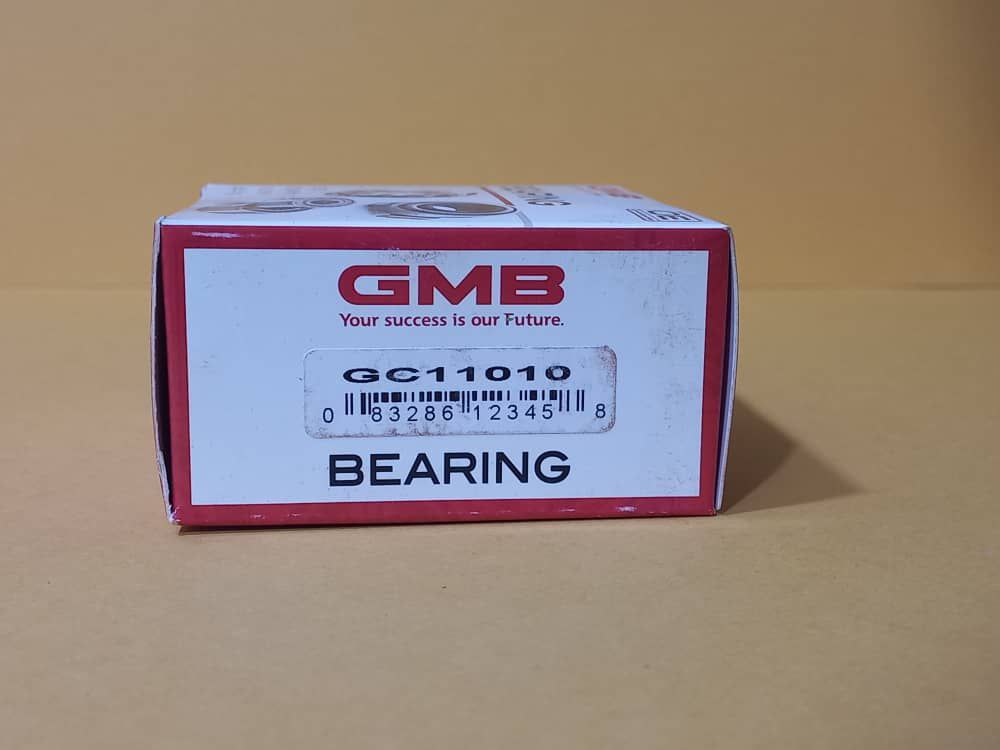 GMB
Your success is our Future.
GC11010
0 83286 12345 8
BEARING